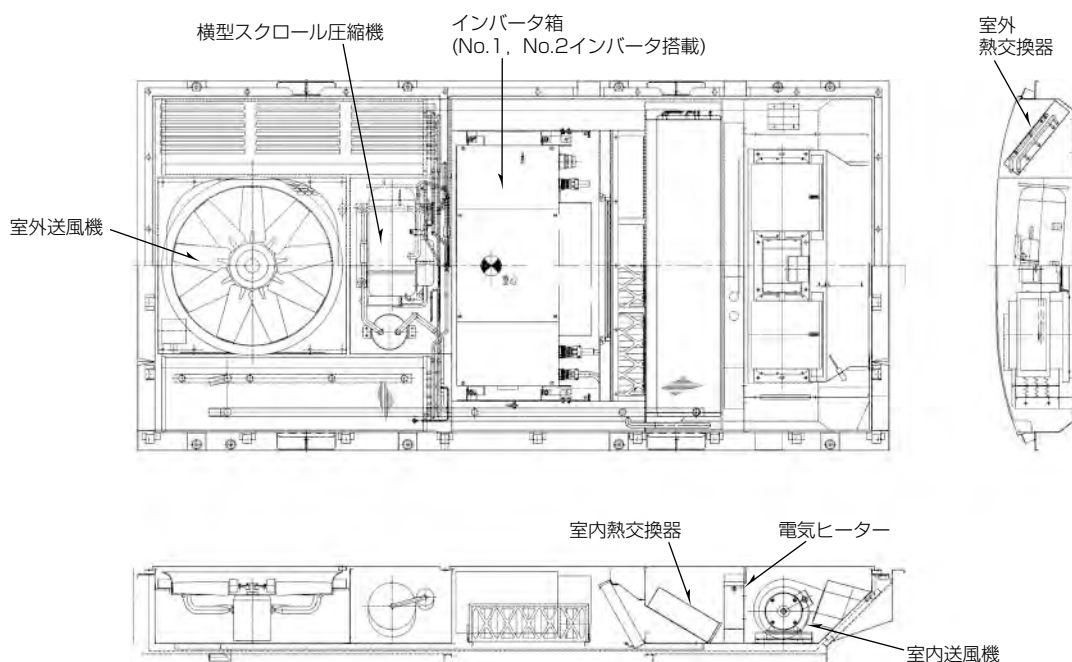 横型スクロール圧縮機
インバータ箱
(No.1，No.2インバータ搭載)
室外
熱交換器
室外送風機
室内熱交換器
電気ヒーター
室内送風機